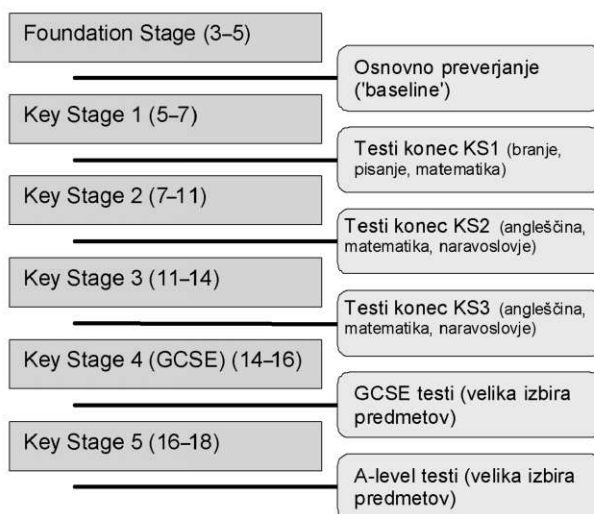 Foundation Stage (3–5)
Osnovno preverjanje
('baseline')
Key Stage 1 (5–7)
Testi konec KS1 (branje,
pisanje, matematika)
Key Stage 2 (7–11)
Testi konec KS2 (angleščina,
matematika, naravoslovje)
Key Stage 3 (11–14)
Testi konec KS3 (angleščina,
matematika, naravoslovje)
Key Stage 4 (GCSE) (14–16)
GCSE testi (velika izbira
predmetov)
Key Stage 5 (16–18)
A-level testi (velika izbira
predmetov)